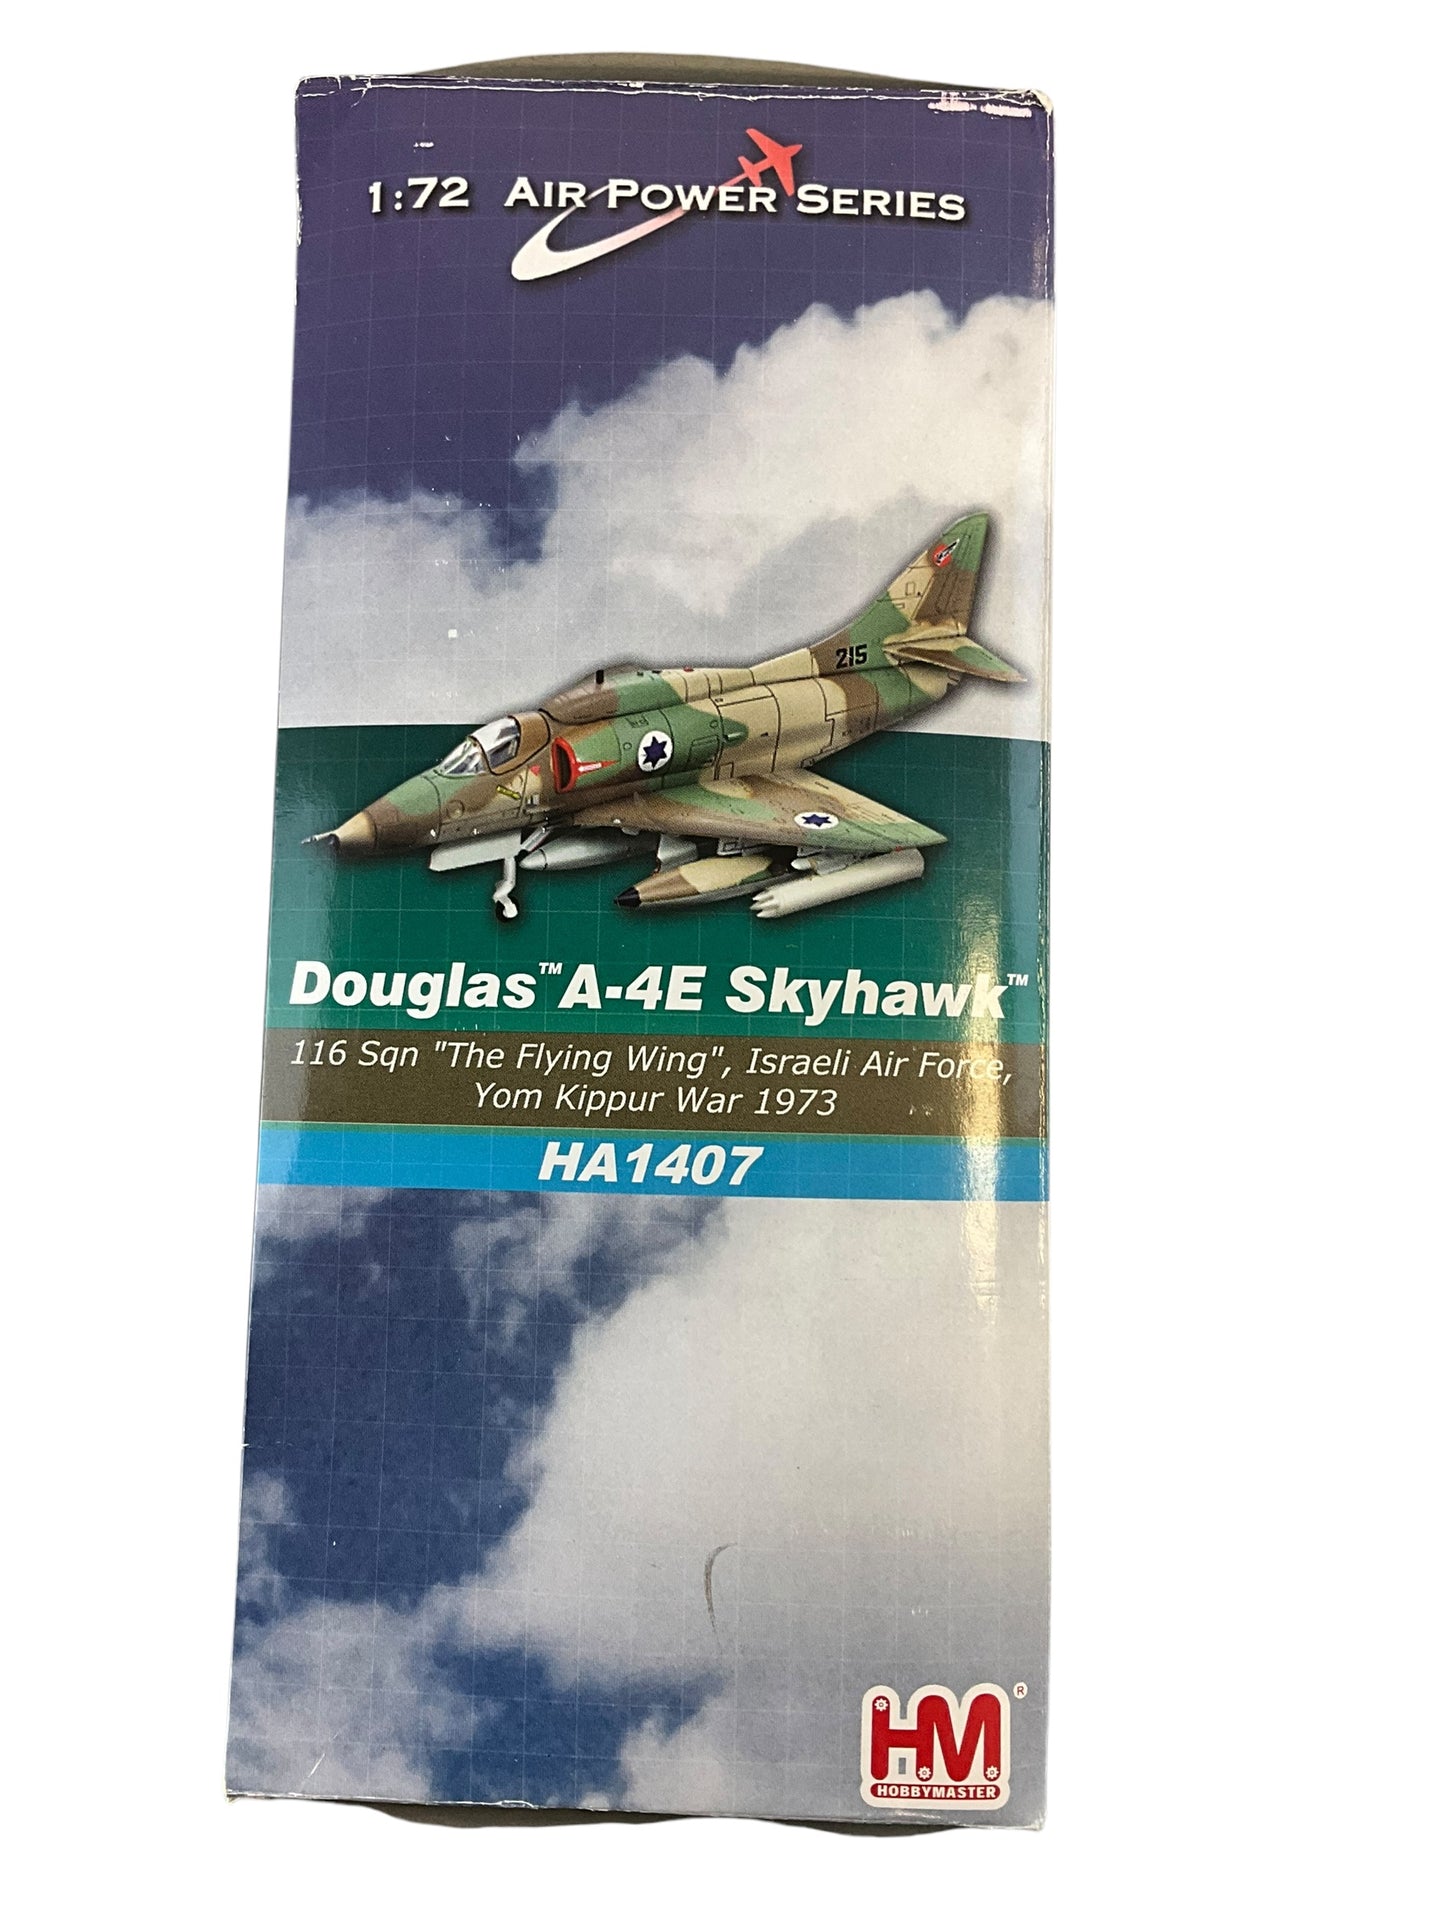 1:72 AIR POWER SERIES
215
Douglas™ A-4E Skyhawk™
116 Sqn "The Flying Wing", Israeli Air Force,
Yom Kippur War 1973
HA1407
HM®
HOBBYMASTER